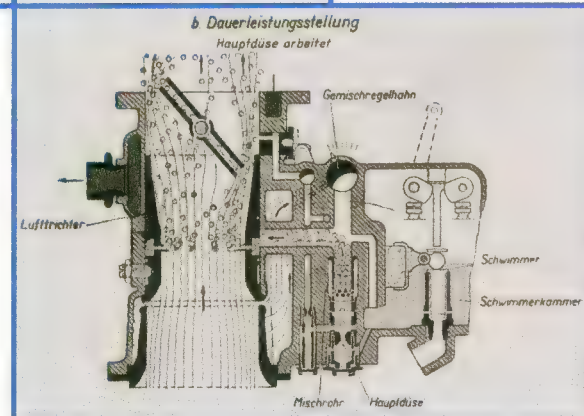 b Dauerleistungsstellung
Hauptdüse arbeitet
Gemischregelhahn
Lufttrichter
Schwimmer
Schwimmerkammer
Mischrohr
Hauptdüse